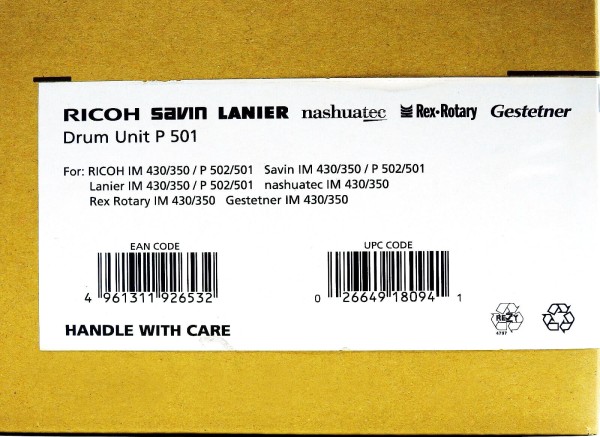 RICOH savin LANIER nashuatec Rex·Rotary Gestetner
Drum Unit P 501
For: RICOH IM 430/350 / P 502/501 Savin IM 430/350 / P 502/501
Lanier IM 430/350 / P 502/501 nashuatec IM 430/350
Rex Rotary IM 430/350 Gestetner IM 430/350
EAN CODE UPC CODE
4 961311 926532 0 26649 18094 1
HANDLE WITH CARE
REZY
4797